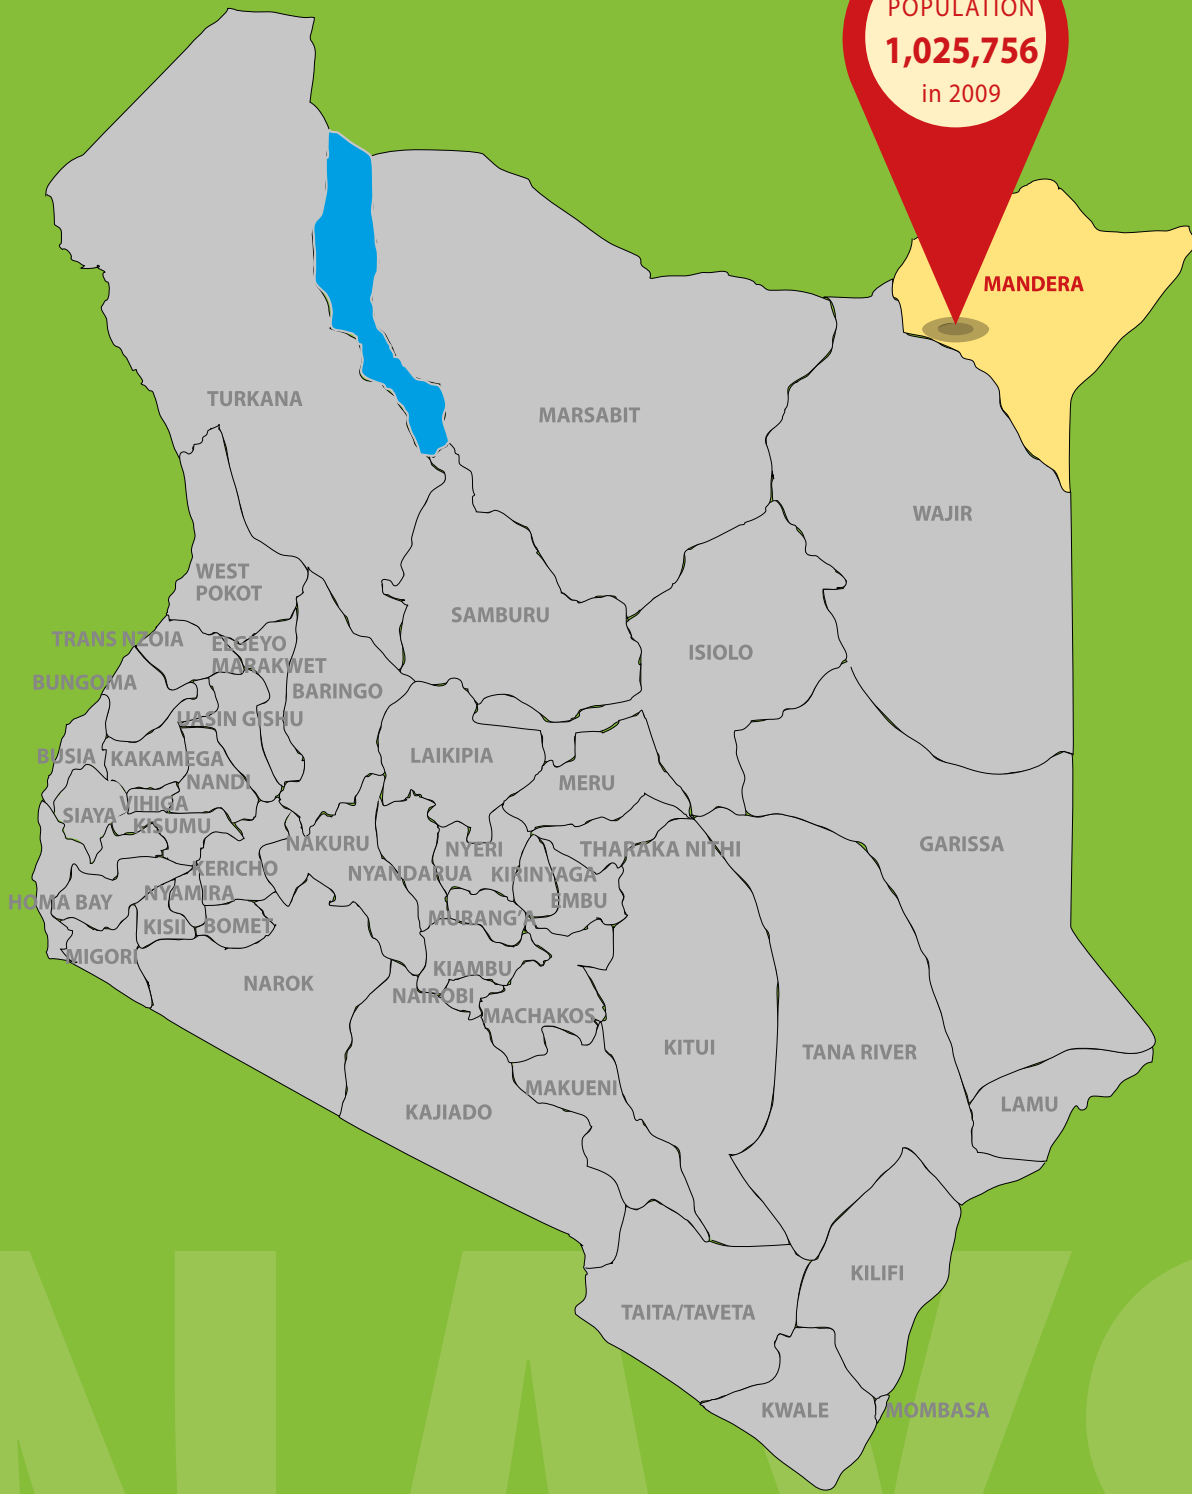 POPULATION
1,025,756
in 2009
MANDERA
TURKANA
MARSABIT
WAJIR
WEST
POKOT
SAMBURU
TRANS NZOIA
ELGEYO
MARAKWET
ISIOLO
BUNGOMA
BARINGO
UASIN GISHU
BUSIA
KAKAMEGA
LAIKIPIA
NANDI
MERU
VIHIGA
SIAYA
KISUMU
NAKURU
NYERI
THARAKA NITHI
GARISSA
KERICHO
NYANDARUA
KIRINYAGA
NYAMIRA
HOMA BAY
EMBU
MURANG'A
KISII
BOMET
MIGORI
KIAMBU
NAROK
NAIROBI
MACHAKOS
KITUI
TANA RIVER
MAKUENI
LAMU
KAJIADO
KILIFI
TAITA/TAVETA
KWALE
MOMBASA